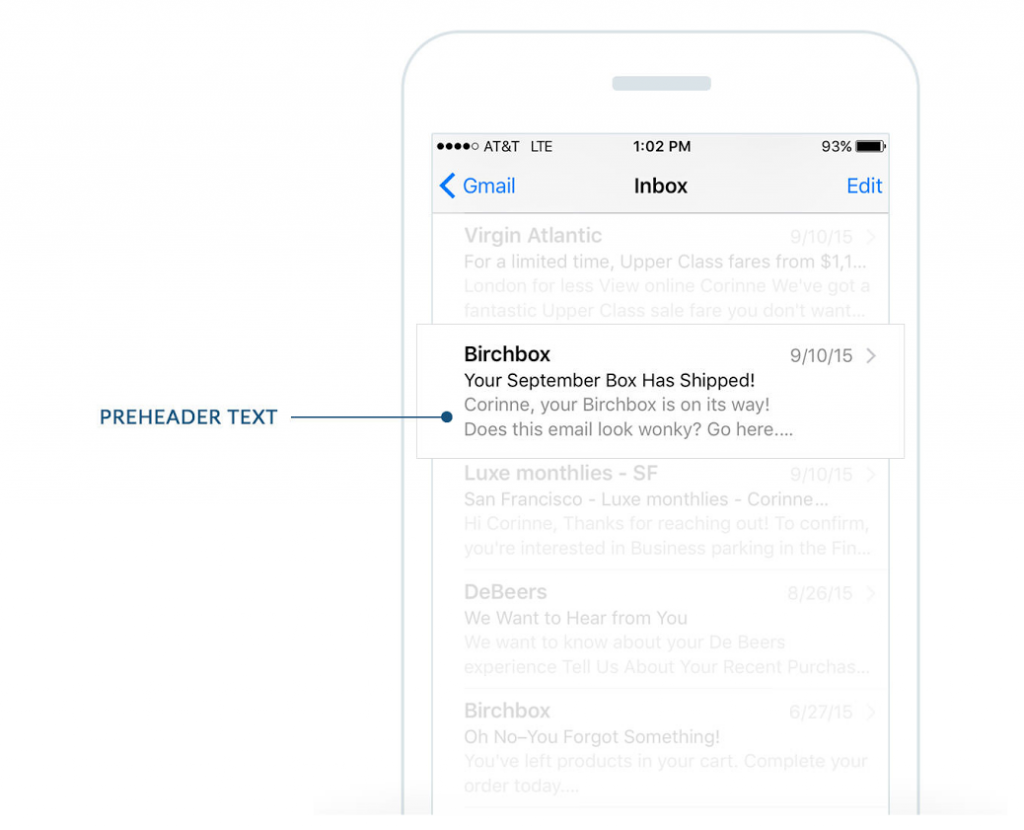 ●●●●○ AT&T LTE 1:02 PM 93%
Gmail Inbox Edit
Virgin Atlantic 9/10/15
For a limited time, Upper Class fares from $1,1...
London for less View online Corinne We've got a
fantastic Upper Class sale fare you don't want...
Birchbox 9/10/15
Your September Box Has Shipped!
Corinne, your Birchbox is on its way!
PREHEADER TEXT
Does this email look wonky? Go here....
Luxe monthlies - SF 9/10/15
San Francisco - Luxe monthlies - Corinne...
Hi Corinne, Thanks for reaching out! To confirm,
you're interested in Business parking in the Fin...
DeBeers 8/26/15
We Want to Hear from You
We want to know about your De Beers
experience Tell Us About Your Recent Purchas...
Birchbox 6/27/15
Oh No–You Forgot Something!
You've left products in your cart. Complete your
order today....